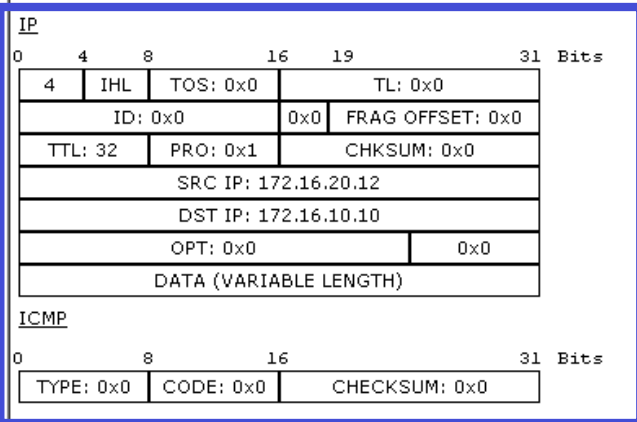 IP
0 4 8 16 19 31 Bits
4 IHL TOS: 0x0 TL: 0x0
ID: 0x0 0x0 FRAG OFFSET: 0x0
TTL: 32 PRO: 0x1 CHKSUM: 0x0
SRC IP: 172.16.20.12
DST IP: 172.16.10.10
OPT: 0x0 0x0
DATA (VARIABLE LENGTH)
ICMP
0 8 16 31 Bits
TYPE: 0x0 CODE: 0x0 CHECKSUM: 0x0